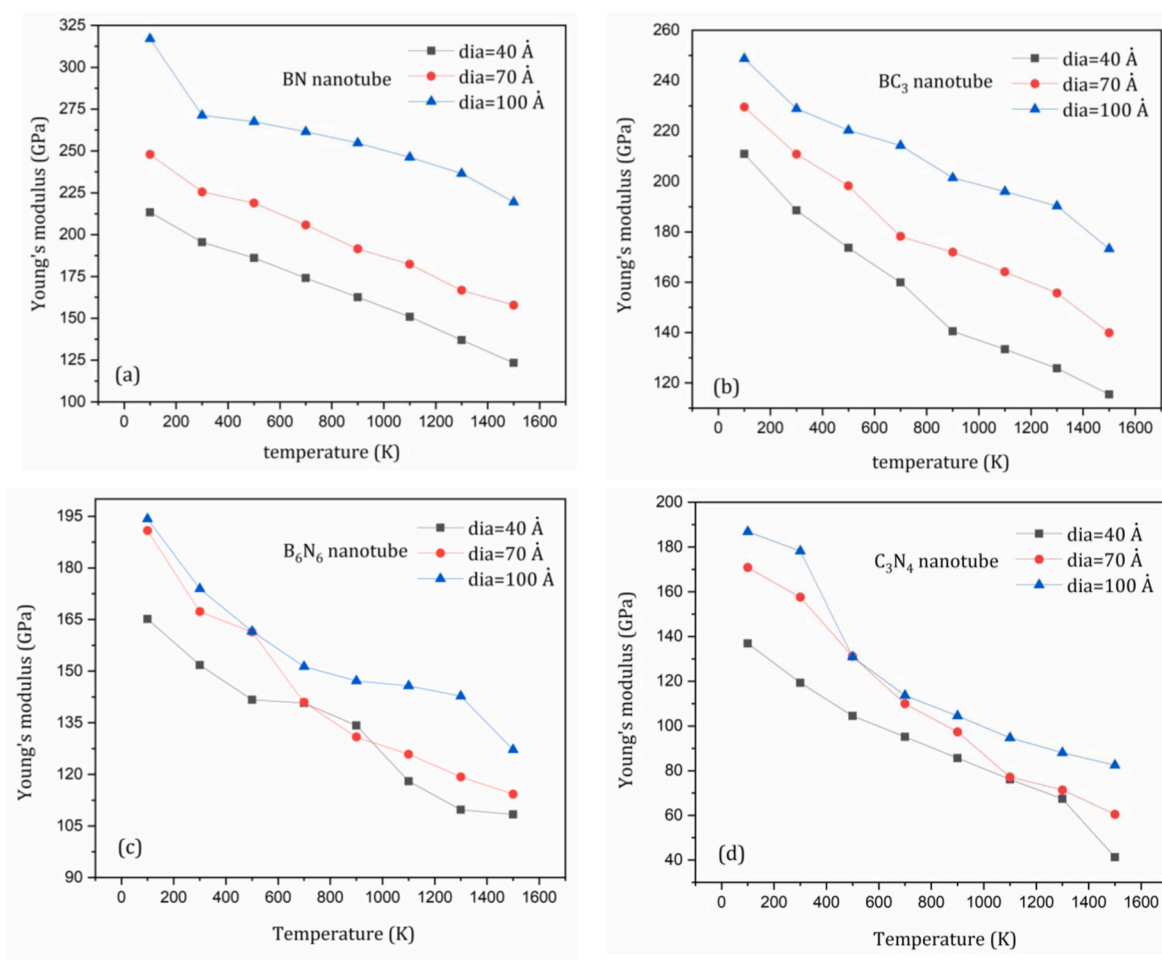 325
300
275
250
225
200
175
150
125
100
Young's modulus (GPa)
BN nanotube
dia=40 Ȧ
dia=70 Ȧ
dia=100 Ȧ
(a)
0 200 400 600 800 1000 1200 1400 1600
temperature (K)
260
240
220
200
180
160
140
120
Young's modulus (GPa)
BC₃ nanotube
dia=40 Ȧ
dia=70 Ȧ
dia=100 Ȧ
(b)
0 200 400 600 800 1000 1200 1400 1600
temperature (K)
195
180
165
150
135
120
105
90
Young's modulus (GPa)
B₆N₆ nanotube
dia=40 Ȧ
dia=70 Ȧ
dia=100 Ȧ
(c)
0 200 400 600 800 1000 1200 1400 1600
Temperature (K)
200
180
160
140
120
100
80
60
40
Young's modulus (GPa)
C₃N₄ nanotube
dia=40 Ȧ
dia=70 Ȧ
dia=100 Ȧ
(d)
0 200 400 600 800 1000 1200 1400 1600
Temperature (K)